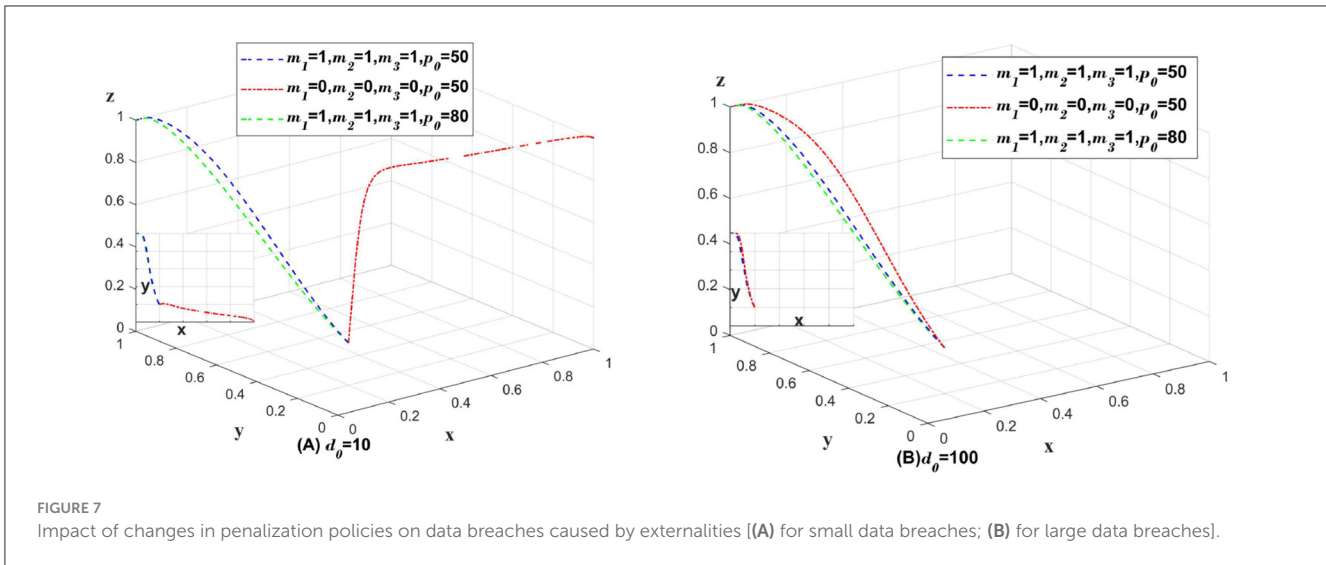 m1=1,m2=1,m3=1,p0=50
m1=0,m2=0,m3=0,p0=50
m1=1,m2=1,m3=1,p0=80
z
1
0.8
0.6
0.4
0.2
0
y
x
1
0.8
0.6
0.4
0.2
0
y
0
0.2
0.4
0.6
0.8
1
x
(A) d0=10
m1=1,m2=1,m3=1,p0=50
m1=0,m2=0,m3=0,p0=50
m1=1,m2=1,m3=1,p0=80
z
1
0.8
0.6
0.4
0.2
0
y
x
1
0.8
0.6
0.4
0.2
0
y
0
0.2
0.4
0.6
0.8
1
x
(B)d0=100
FIGURE 7
Impact of changes in penalization policies on data breaches caused by externalities [(A) for small data breaches; (B) for large data breaches].